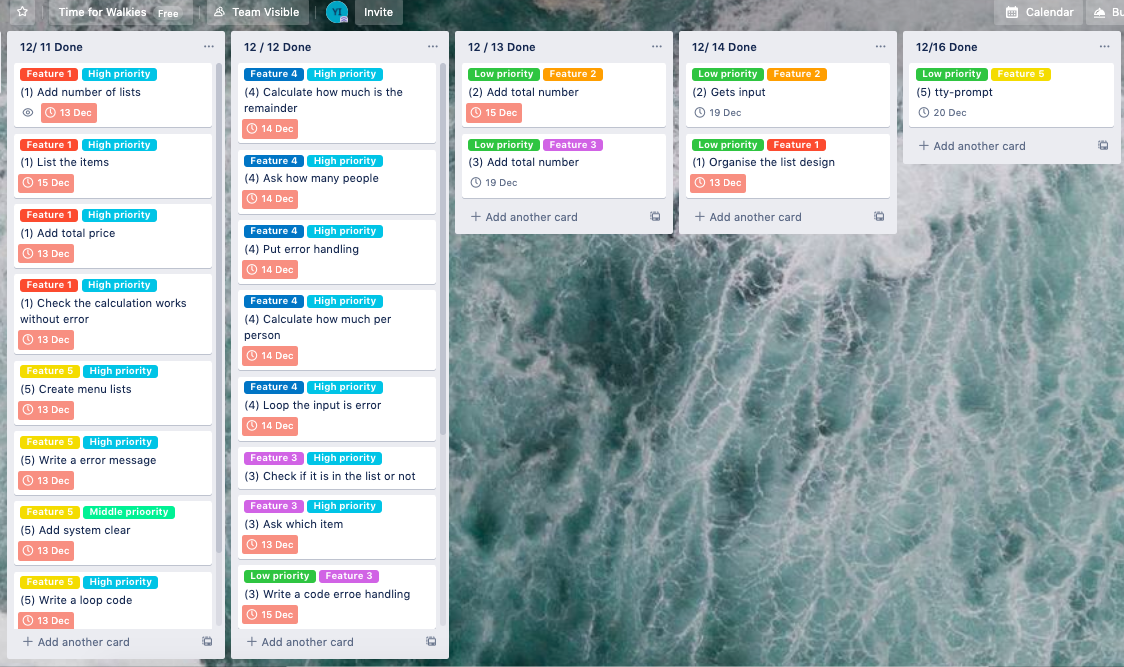 Time for Walkies Free Team Visible YI Invite Calendar
12/ 11 Done
Feature 1 High priority
(1) Add number of lists
13 Dec
Feature 1 High priority
(1) List the items
15 Dec
Feature 1 High priority
(1) Add total price
13 Dec
Feature 1 High priority
(1) Check the calculation works
without error
13 Dec
Feature 5 High priority
(5) Create menu lists
13 Dec
Feature 5 High priority
(5) Write a error message
13 Dec
Feature 5 Middle prioority
(5) Add system clear
13 Dec
Feature 5 High priority
(5) Write a loop code
13 Dec
+ Add another card
12 / 12 Done
Feature 4 High priority
(4) Calculate how much is the
remainder
14 Dec
Feature 4 High priority
(4) Ask how many people
14 Dec
Feature 4 High priority
(4) Put error handling
14 Dec
Feature 4 High priority
(4) Calculate how much per
person
14 Dec
Feature 4 High priority
(4) Loop the input is error
14 Dec
Feature 3 High priority
(3) Check if it is in the list or not
Feature 3 High priority
(3) Ask which item
13 Dec
Low priority Feature 3
(3) Write a code erroe handling
15 Dec
+ Add another card
12 / 13 Done
Low priority Feature 2
(2) Add total number
15 Dec
Low priority Feature 3
(3) Add total number
19 Dec
+ Add another card
12/ 14 Done
Low priority Feature 2
(2) Gets input
19 Dec
Low priority Feature 1
(1) Organise the list design
13 Dec
+ Add another card
12/16 Done
Low priority Feature 5
(5) tty-prompt
20 Dec
+ Add another card